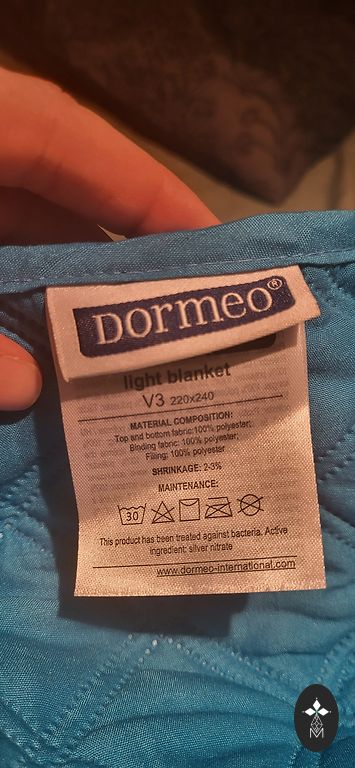 DORMEO®
light blanket
V3 220x240
MATERIAL COMPOSITION:
Top and bottom fabric:100% polyester;
Binding fabric:100% polyester;
Filling: 100% polyester
SHRINKAGE: 2-3%
MAINTENANCE:
30
This product has been treated against bacteria. Active
ingredient: silver nitrate
www.dormeo-international.com
M